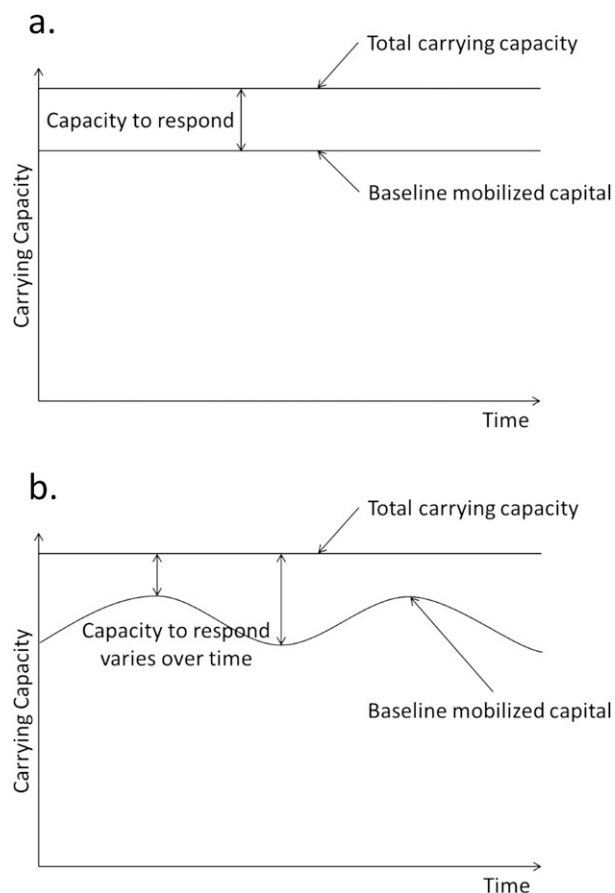 a.
Total carrying capacity
Capacity to respond
Baseline mobilized capital
Carrying Capacity
Time
b.
Total carrying capacity
Capacity to respond
varies over time
Baseline mobilized capital
Carrying Capacity
Time